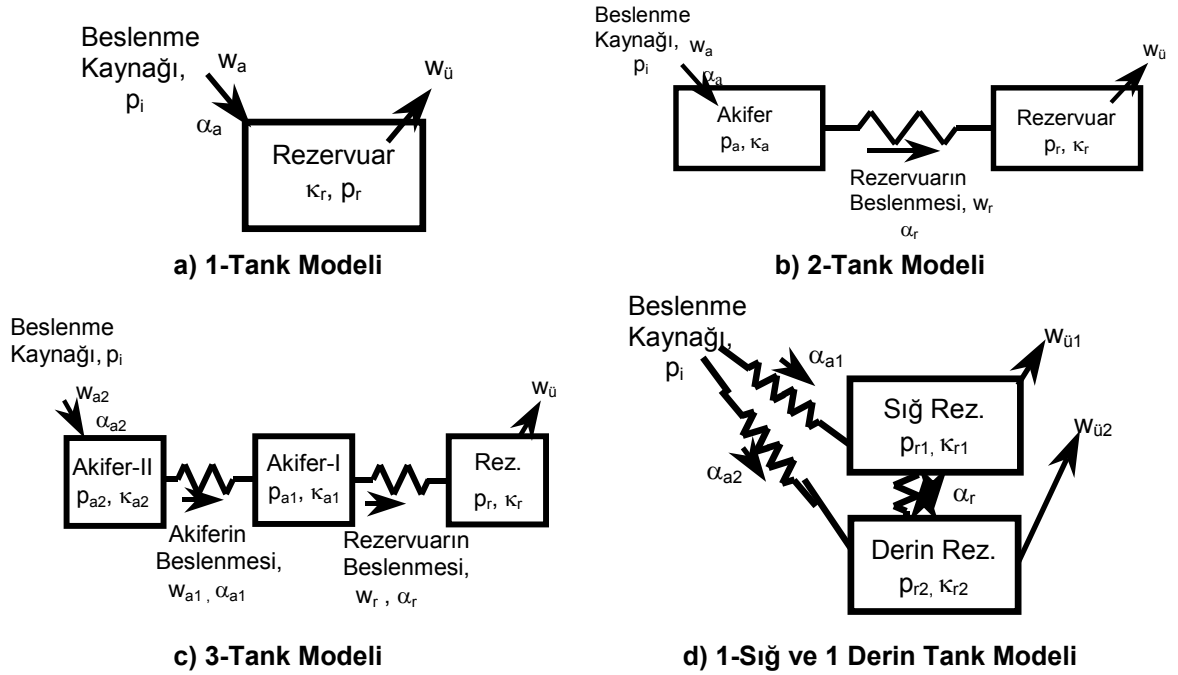 Beslenme
Kaynağı,
pi
wa
αa
wü
Rezervuar
κr, pr
a) 1-Tank Modeli
Beslenme
Kaynağı,
pi
wa
αa
Akifer
pa, κa
Rezervuarın
Beslenmesi, wr
αr
wü
Rezervuar
pr, κr
b) 2-Tank Modeli
Beslenme
Kaynağı, pi
wa2
αa2
Akifer-II
pa2, κa2
Akiferin
Beslenmesi,
wa1 , αa1
Akifer-I
pa1, κa1
Rezervuarın
Beslenmesi,
wr , αr
wü
Rez.
pr, κr
c) 3-Tank Modeli
Beslenme
Kaynağı,
pi
αa1
αa2
wü1
Sığ Rez.
pr1, κr1
wü2
αr
Derin Rez.
pr2, κr2
d) 1-Sığ ve 1 Derin Tank Modeli